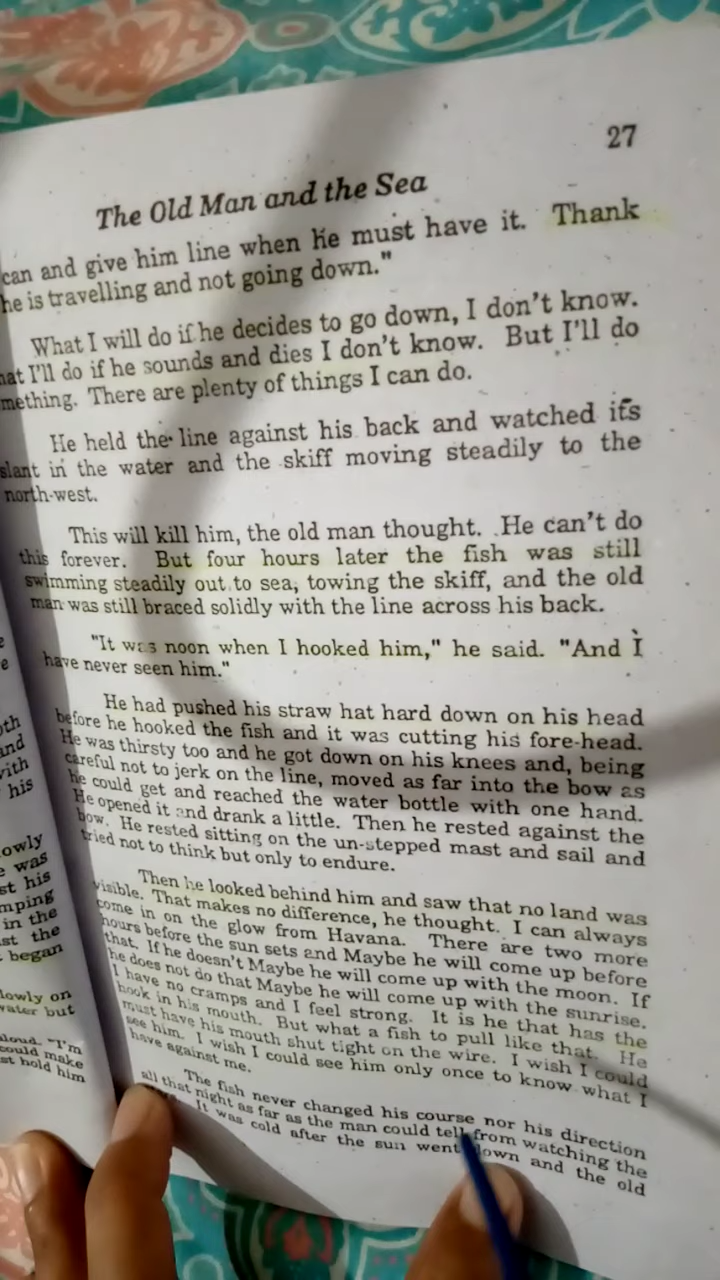 27
The Old Man and the Sea
can and give him line when he must have it. Thank
he is travelling and not going down."
What I will do if he decides to go down, I don't know.
I'll do if he sounds and dies I don't know. But I'll do
There are plenty of things I can do.
He held the line against his back and watched its
slant in the water and the skiff moving steadily to the
north-west.
This will kill him, the old man thought. He can't do
this forever. But four hours later the fish was still
swimming steadily out to sea, towing the skiff, and the old
man was still braced solidly with the line across his back.
"It was noon when I hooked him," he said. "And I
have never seen him."
He had pushed his straw hat hard down on his head
before he hooked the fish and it was cutting his fore-head.
He was thirsty too and he got down on his knees and, being
careful not to jerk on the line, moved as far into the bow as
he could get and reached the water bottle with one hand.
He opened it and drank a little. Then he rested against the
bow. He rested sitting on the un-stepped mast and sail and
tried not to think but only to endure.
Then he looked behind him and saw that no land was
visible. That makes no difference, he thought. I can always
come in on the glow from Havana. There are two more
hours before the sun sets and Maybe he will come up before
that. If he doesn't Maybe he will come up with the moon. If
he does not do that Maybe he will come up with the sunrise.
I have no cramps and I feel strong. It is he that has the
hook in his mouth. But what a fish to pull like that. He
must have his mouth shut tight on the wire. I wish I could
see him. I wish I could see him only once to know what I
have against me.
The fish never changed his course nor his direction
all that night as far as the man could tell from watching the
It was cold after the sun went down and the old
and
with
his
owly
was
his
in the
the
began
lowly on
but
"I'm
could make
hold him